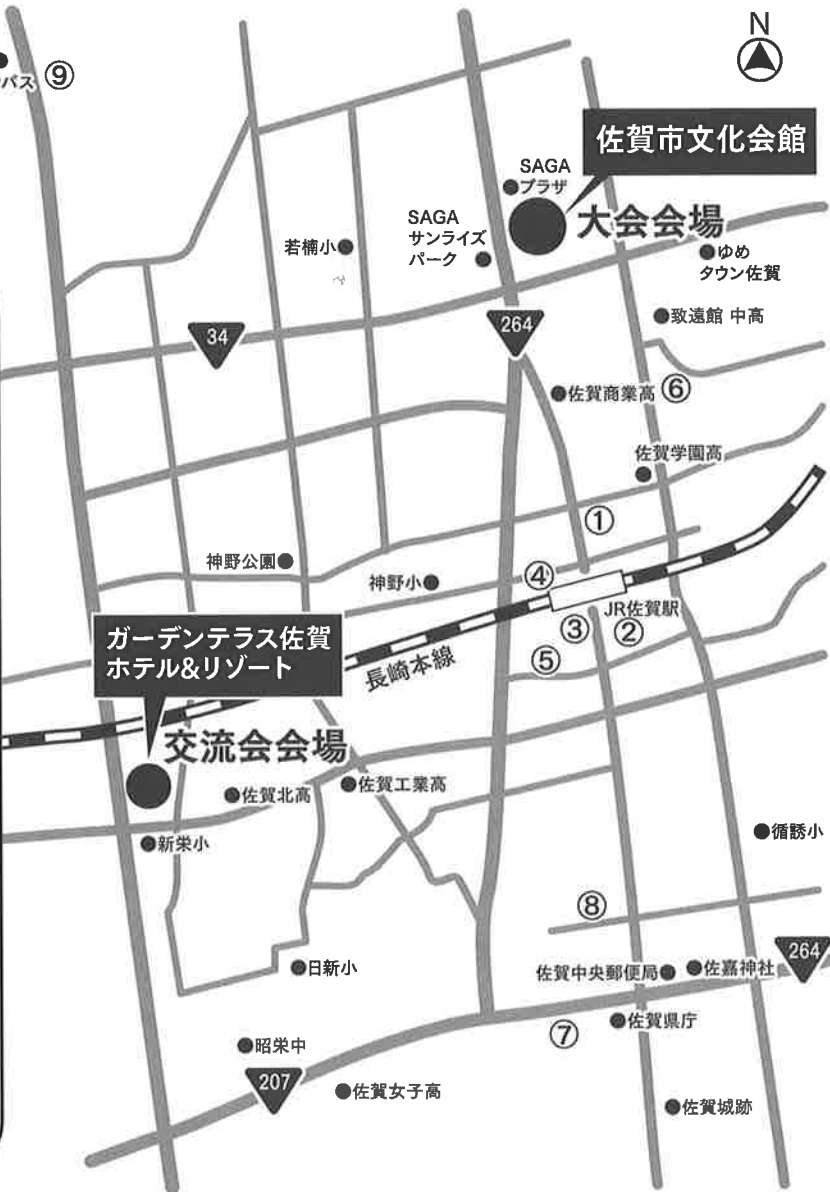 N
バス
⑨
佐賀市文化会館
SAGA
プラザ
大会会場
SAGA
サンライズ
パーク
若楠小
ゆめ
タウン佐賀
34
264
致遠館 中高
佐賀商業高
⑥
佐賀学園高
①
神野公園
神野小
④
JR佐賀駅
③
②
⑤
長崎本線
ガーデンテラス佐賀
ホテル&リゾート
交流会会場
佐賀北高
佐賀工業高
新栄小
循誘小
⑧
日新小
佐賀中央郵便局
佐嘉神社
264
佐賀県庁
⑦
昭栄中
207
佐賀女子高
佐賀城跡